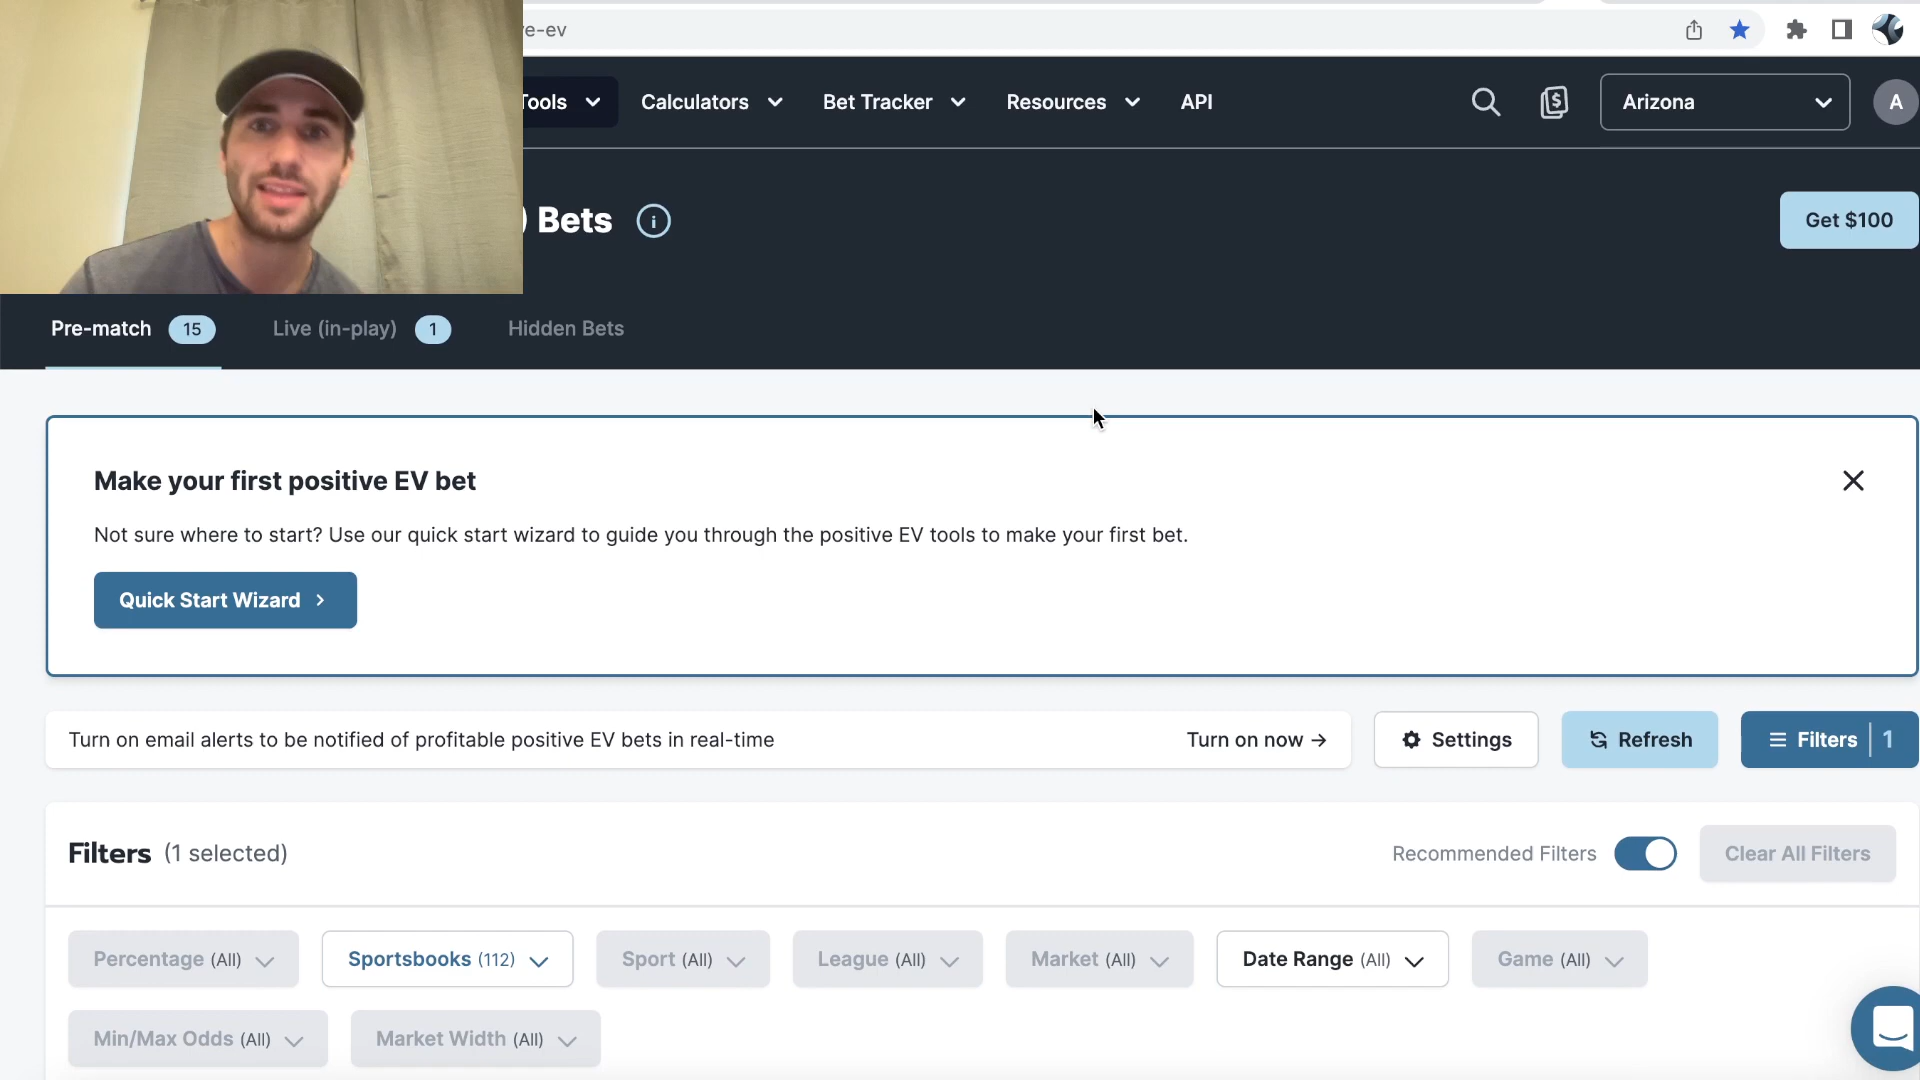 re-ev
Tools
Calculators
Bet Tracker
Resources
API
Arizona
A
) Bets
i
Get $100
Pre-match 15
Live (in-play) 1
Hidden Bets
Make your first positive EV bet
Not sure where to start? Use our quick start wizard to guide you through the positive EV tools to make your first bet.
Quick Start Wizard
Turn on email alerts to be notified of profitable positive EV bets in real-time
Turn on now →
Settings
Refresh
Filters | 1
Filters (1 selected)
Recommended Filters
Clear All Filters
Percentage (All)
Sportsbooks (112)
Sport (All)
League (All)
Market (All)
Date Range (All)
Game (All)
Min/Max Odds (All)
Market Width (All)